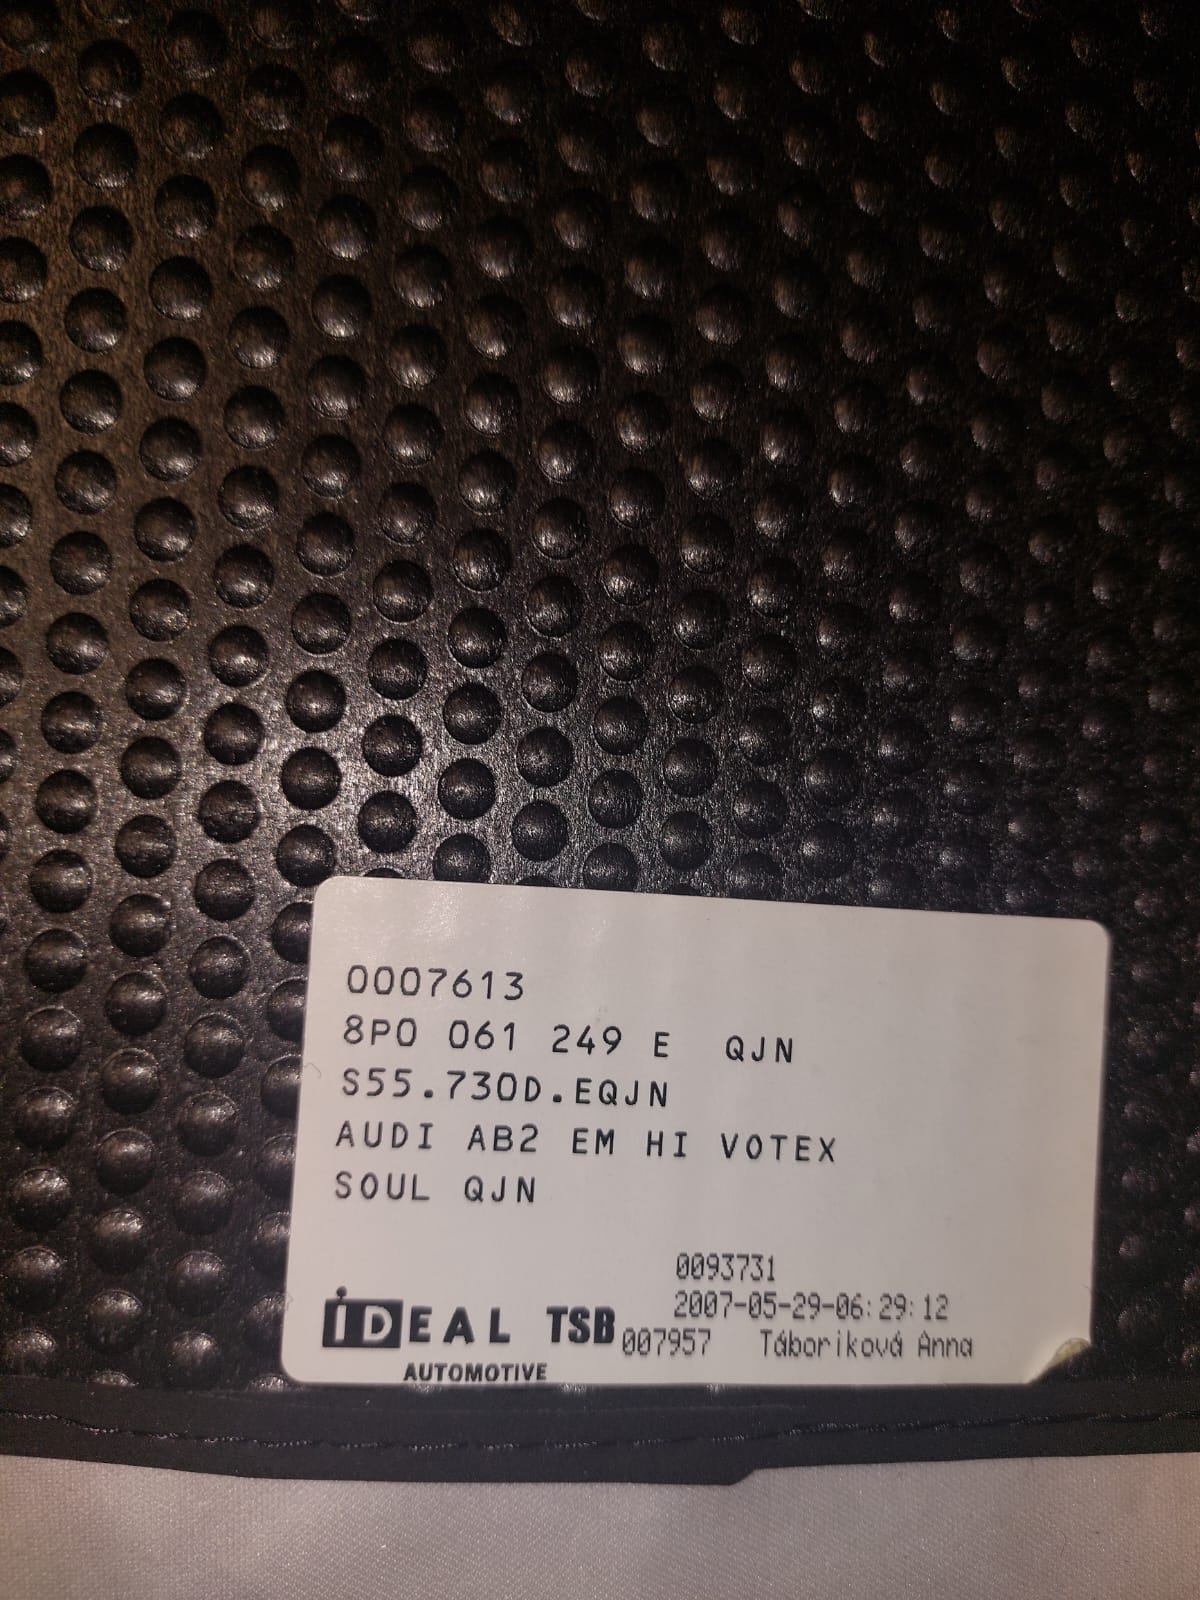 0007613
8P0 061 249 E QJN
S55.730D.EQJN
AUDI AB2 EM HI VOTEX
SOUL QJN
0093731
2007-05-29-06:29:12
iDEAL TSB 007957 Táboriková Anna
AUTOMOTIVE